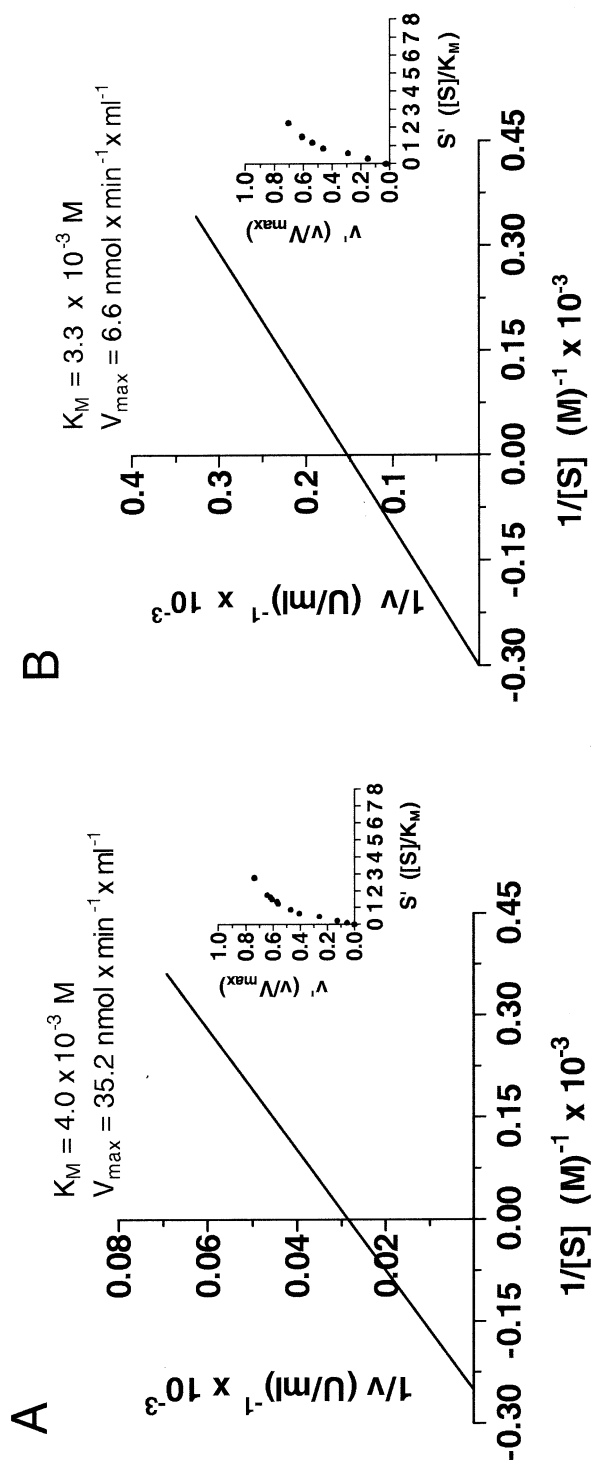 A
K_M = 4.0 x 10^-3 M
V_max = 35.2 nmol x min^-1 x ml^-1
1/v (U/ml)^-1 x 10^-3
0.08
0.06
0.04
0.02
-0.30 -0.15 0.00 0.15 0.30 0.45
1/[S] (M)^-1 x 10^-3
v' (v/V_max)
1.0
0.8
0.6
0.4
0.2
0.0
0 1 2 3 4 5 6 7 8
S' ([S]/K_M)
B
K_M = 3.3 x 10^-3 M
V_max = 6.6 nmol x min^-1 x ml^-1
1/v (U/ml)^-1 x 10^-3
0.4
0.3
0.2
0.1
-0.30 -0.15 0.00 0.15 0.30 0.45
1/[S] (M)^-1 x 10^-3
v' (v/V_max)
1.0
0.8
0.6
0.4
0.2
0.0
0 1 2 3 4 5 6 7 8
S' ([S]/K_M)